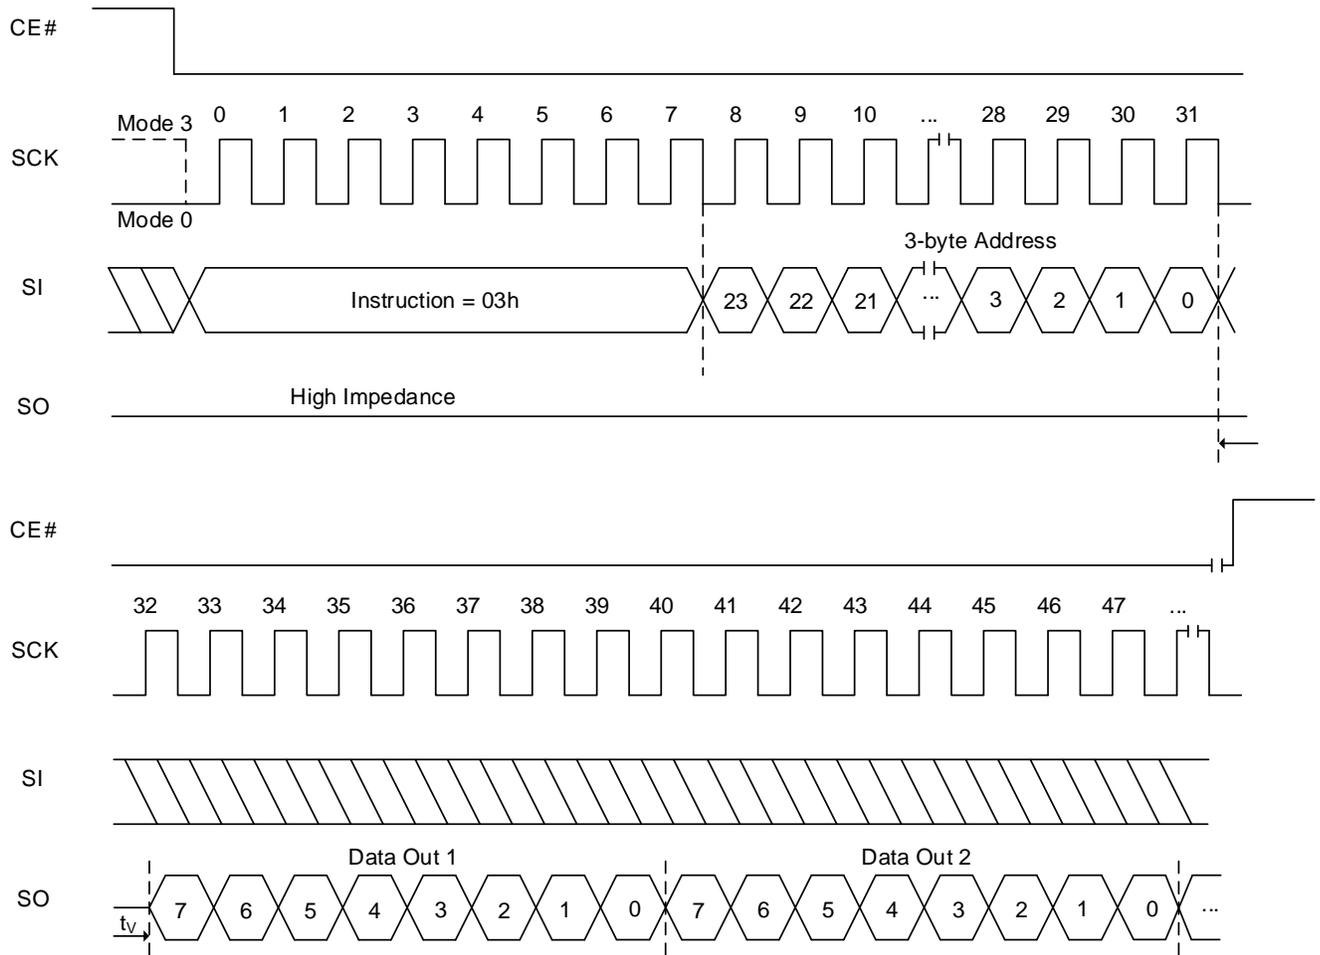 CE#
0 1 2 3 4 5 6 7 8 9 10 ... 28 29 30 31
Mode 3
SCK
Mode 0
3-byte Address
SI
Instruction = 03h 23 22 21 ... 3 2 1 0
High Impedance
SO
CE#
32 33 34 35 36 37 38 39 40 41 42 43 44 45 46 47 ...
SCK
SI
Data Out 1 Data Out 2
SO
7 6 5 4 3 2 1 0 7 6 5 4 3 2 1 0 ...
tV